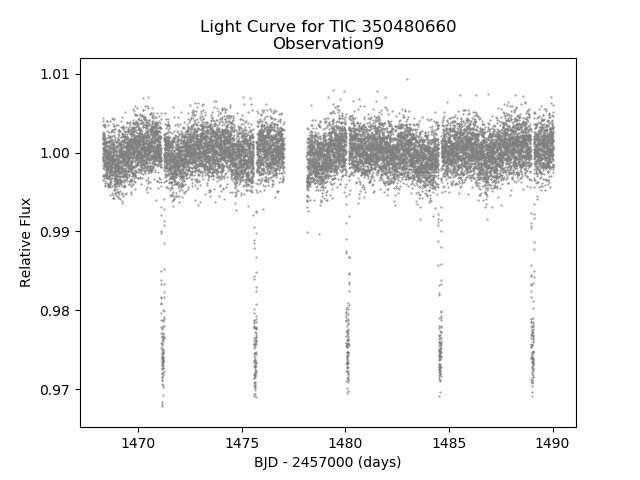 Light Curve for TIC 350480660
Observation9
1.01
1.00
0.99
0.98
0.97
Relative Flux
1470
1475
1480
1485
1490
BJD - 2457000 (days)